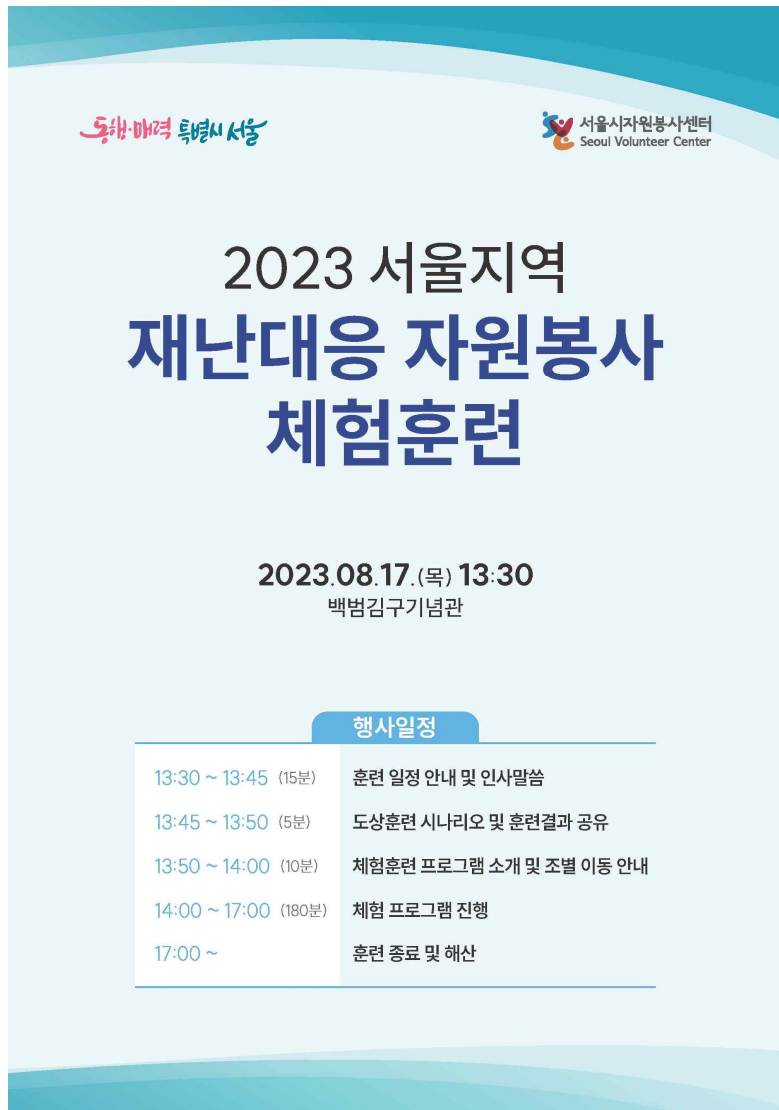 동행·매력 특별시 서울
서울시자원봉사센터
Seoul Volunteer Center
2023 서울지역
재난대응 자원봉사
체험훈련
2023.08.17.(목) 13:30
백범김구기념관
행사일정
13:30 ~ 13:45 (15분) 훈련 일정 안내 및 인사말씀
13:45 ~ 13:50 (5분) 도상훈련 시나리오 및 훈련결과 공유
13:50 ~ 14:00 (10분) 체험훈련 프로그램 소개 및 조별 이동 안내
14:00 ~ 17:00 (180분) 체험 프로그램 진행
17:00 ~ 훈련 종료 및 해산